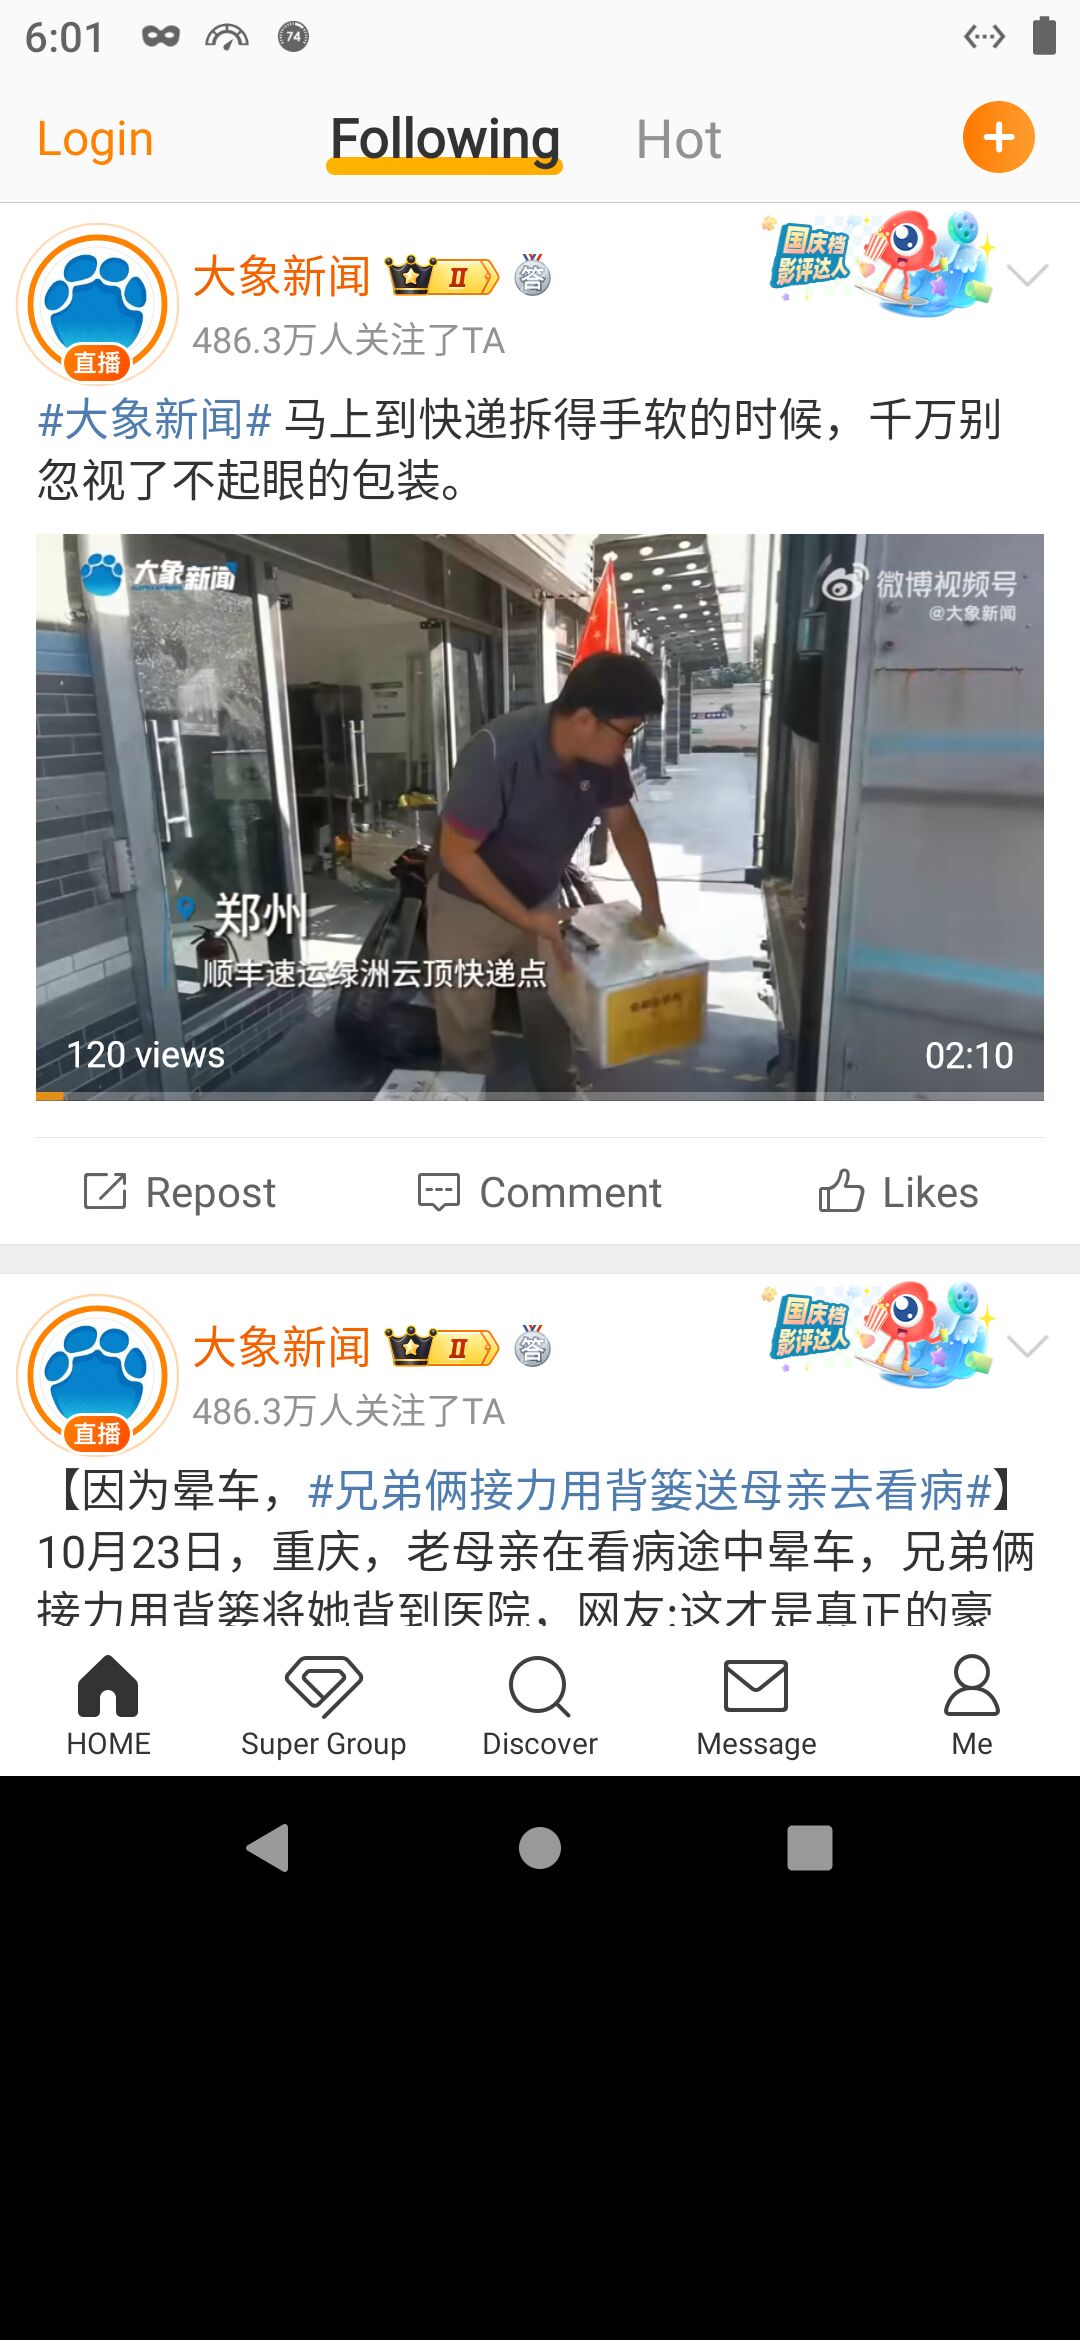 6:01
74
Login
Following
Hot
大象新闻
II
答
国庆档
影评达人
486.3万人关注了TA
直播
#大象新闻# 马上到快递拆得手软的时候，千万别
忽视了不起眼的包装。
大象新闻
微博视频号
@大象新闻
郑州
顺丰速运绿洲云顶快递点
120 views
02:10
Repost
Comment
Likes
大象新闻
II
答
国庆档
影评达人
486.3万人关注了TA
直播
【因为晕车，#兄弟俩接力用背篓送母亲去看病#】
10月23日，重庆，老母亲在看病途中晕车，兄弟俩
接力用背篓将她背到医院，网友:这才是真正的豪
HOME
Super Group
Discover
Message
Me